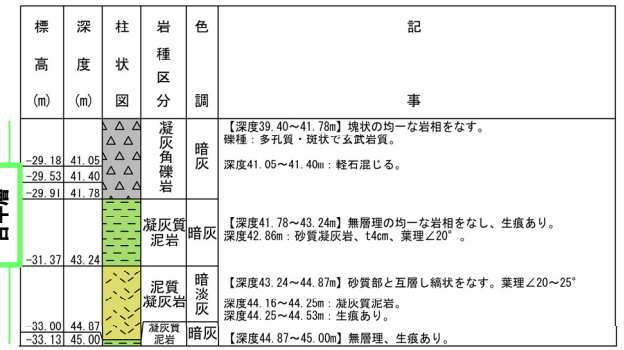 標高(m) 深度(m) 柱状図 岩種区分 色調 記事
-29.18 41.05
-29.53 41.40
-29.91 41.78
凝灰角礫岩 暗灰
【深度39.40～41.78m】塊状の均一な岩相をなす。
礫種：多孔質・斑状で玄武岩質。
深度41.05～41.40m：軽石混じる。
-31.37 43.24
凝灰質泥岩 暗灰
【深度41.78～43.24m】無層理の均一な岩相をなし、生痕あり。
深度42.86m：砂質凝灰岩、t4cm、葉理∠20°。
-33.00 44.87
泥質凝灰岩 暗淡灰
【深度43.24～44.87m】砂質部と互層し縞状をなす。葉理∠20～25°
深度44.16～44.25m：凝灰質泥岩。
深度44.25～44.53m：生痕あり。
-33.13 45.00
凝灰質泥岩 暗灰
【深度44.87～45.00m】無層理、生痕あり。